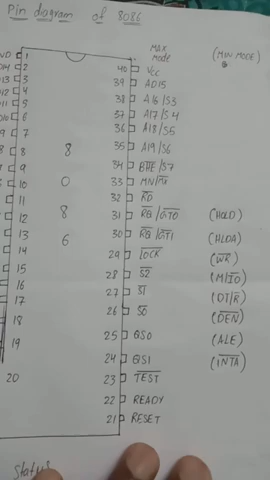 Pin diagram of 8086
MAX mode (MIN MODE)
1 40 Vcc
2 39 AD15
3 38 A16/S3
4 37 A17/S4
5 36 A18/S5
6 35 A19/S6
7 34 BHE/S7
8 33 MN/MX
9 32 RD
10 31 RQ/GT0 (HOLD)
11 30 RQ/GT1 (HLDA)
12 29 LOCK (WR)
13 28 S2 (M/IO)
14 27 S1 (DT/R)
15 26 S0 (DEN)
16 25 QS0 (ALE)
17 24 QS1 (INTA)
18 23 TEST
19 22 READY
20 21 RESET
8
0
8
6
Status